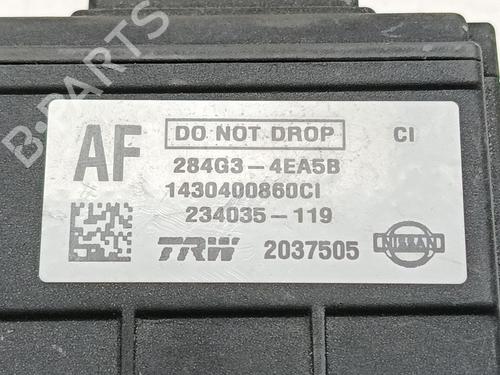 B-PARTS
AF
DO NOT DROP
CI
284G3-4EA5B
1430400860CI
234035-119
TRW
2037505
NISSAN